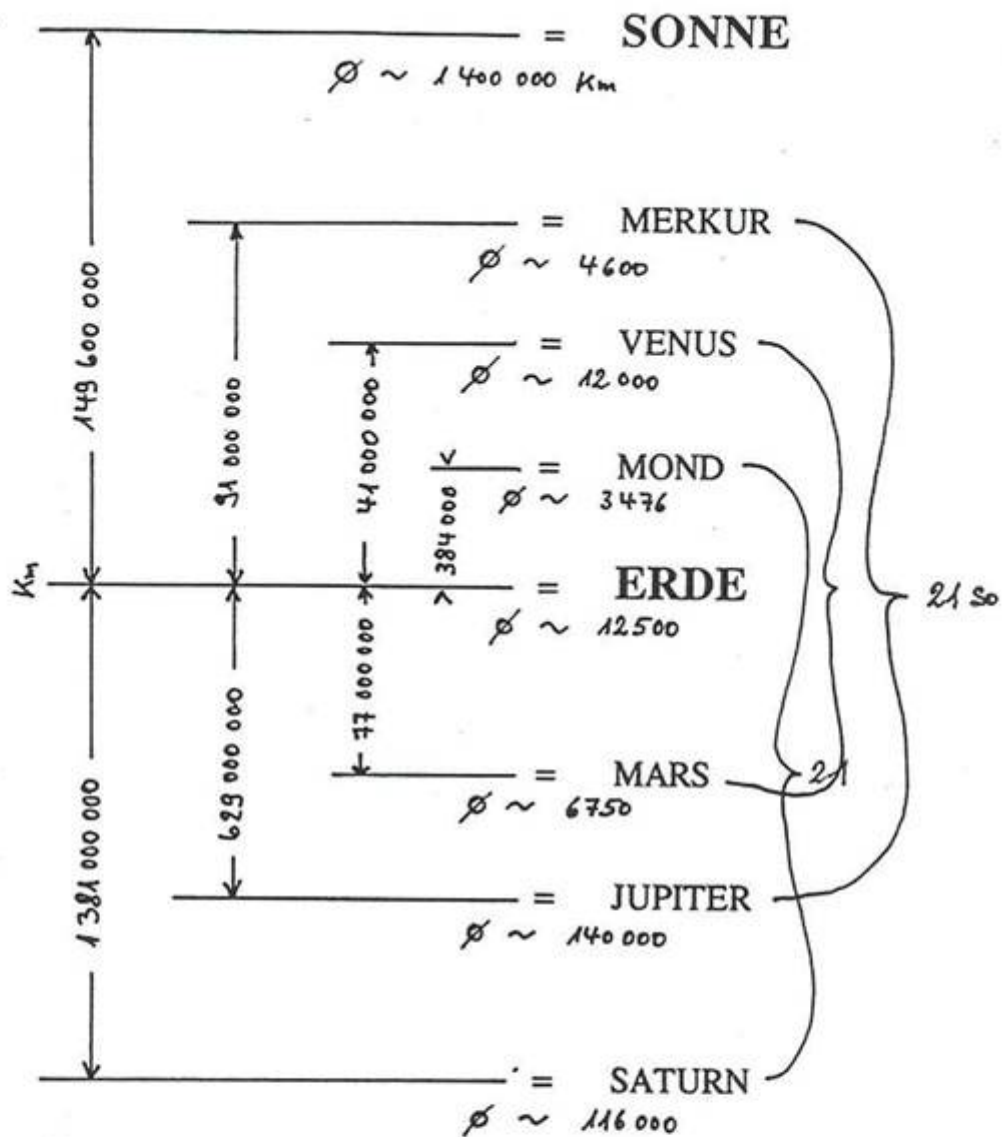 = SONNE
Ø ~ 1 400 000 Km
149 600 000
= MERKUR
Ø ~ 4600
91 000 000
= VENUS
Ø ~ 12 000
41 000 000
= MOND
Ø ~ 3476
384 000
Km
= ERDE
Ø ~ 12500
21 So
77 000 000
= MARS
21
Ø ~ 6750
629 000 000
= JUPITER
Ø ~ 140 000
1 381 000 000
= SATURN
Ø ~ 116 000